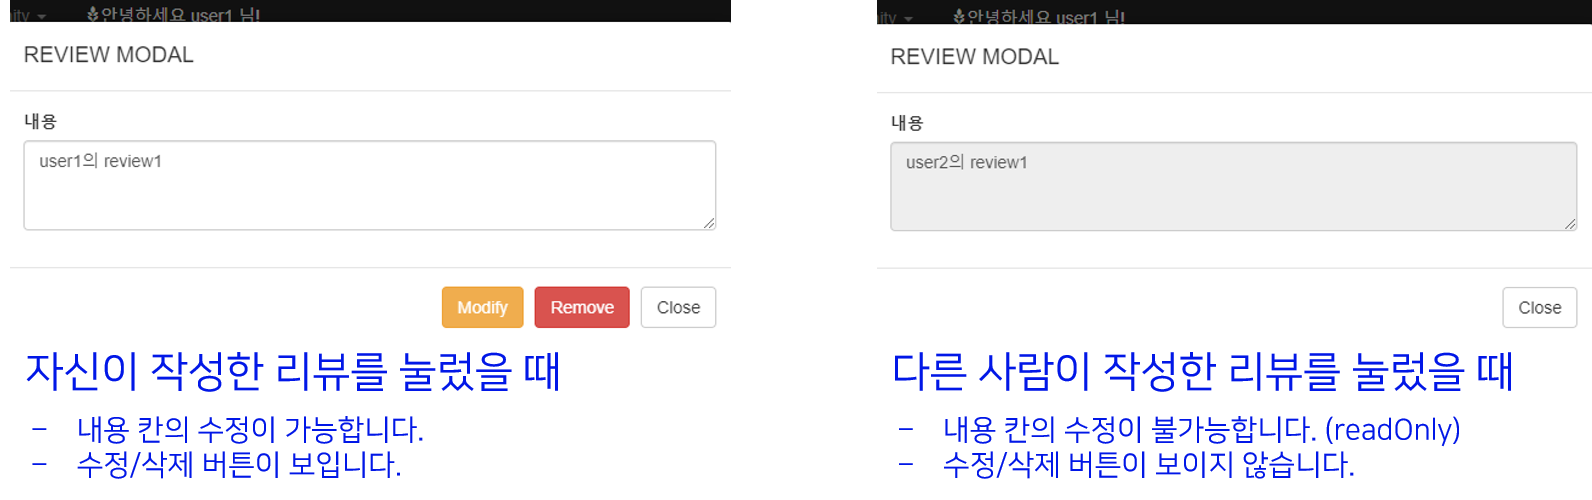 안녕하세요 user1 님!
REVIEW MODAL
내용
user1의 review1
Modify Remove Close
자신이 작성한 리뷰를 눌렀을 때
- 내용 칸의 수정이 가능합니다.
- 수정/삭제 버튼이 보입니다.
안녕하세요 user1 님!
REVIEW MODAL
내용
user2의 review1
Close
다른 사람이 작성한 리뷰를 눌렀을 때
- 내용 칸의 수정이 불가능합니다. (readOnly)
- 수정/삭제 버튼이 보이지 않습니다.